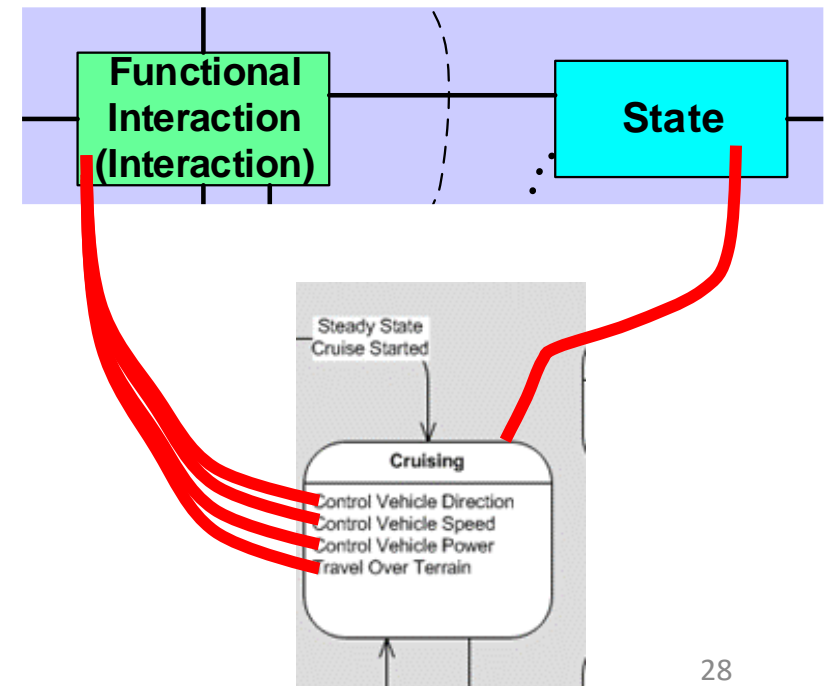 Functional
Interaction
(Interaction)
State
Steady State
Cruise Started
Cruising
Control Vehicle Direction
Control Vehicle Speed
Control Vehicle Power
Travel Over Terrain
28